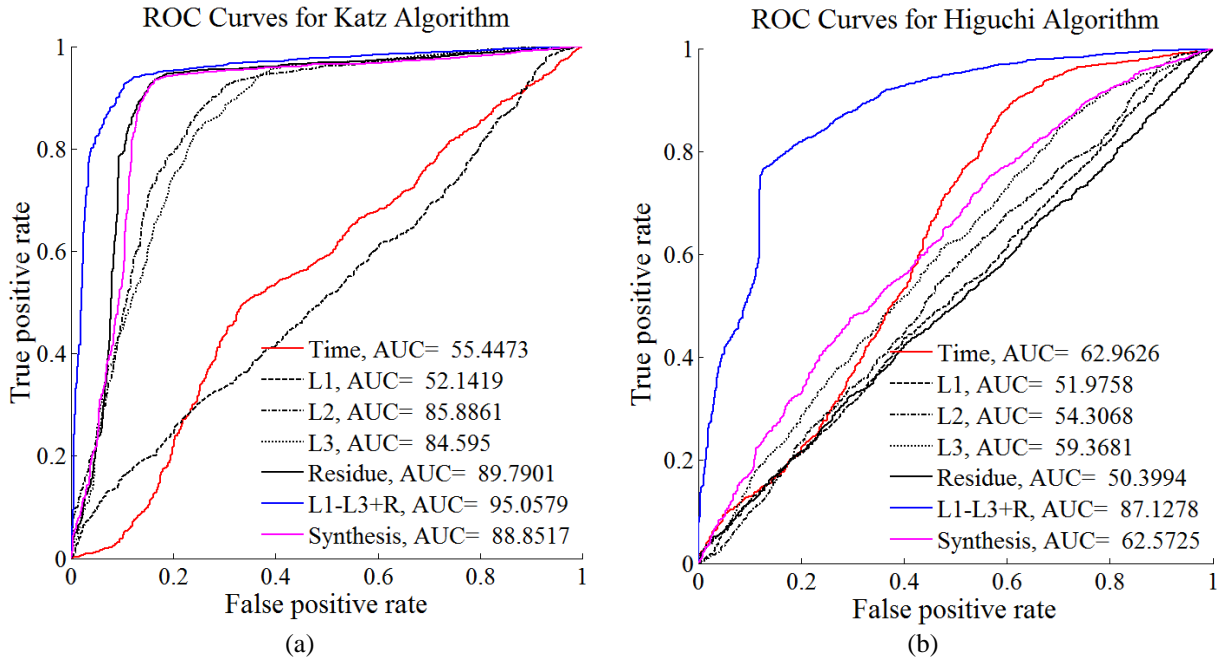 ROC Curves for Katz Algorithm
1
0.8
0.6
0.4
0.2
0
0
0.2
0.4
0.6
0.8
1
True positive rate
False positive rate
Time, AUC= 55.4473
L1, AUC= 52.1419
L2, AUC= 85.8861
L3, AUC= 84.595
Residue, AUC= 89.7901
L1-L3+R, AUC= 95.0579
Synthesis, AUC= 88.8517
(a)
ROC Curves for Higuchi Algorithm
1
0.8
0.6
0.4
0.2
0
0
0.2
0.4
0.6
0.8
1
True positive rate
False positive rate
Time, AUC= 62.9626
L1, AUC= 51.9758
L2, AUC= 54.3068
L3, AUC= 59.3681
Residue, AUC= 50.3994
L1-L3+R, AUC= 87.1278
Synthesis, AUC= 62.5725
(b)